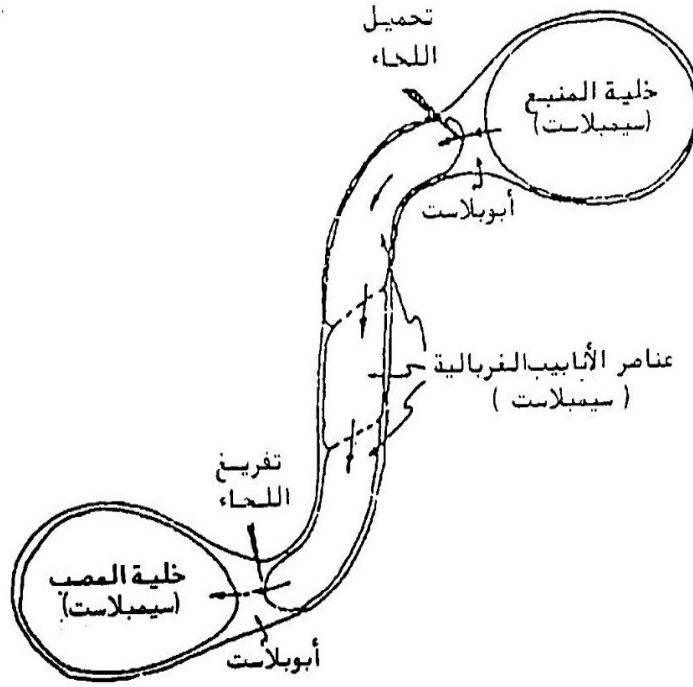 تحميل
اللحاء
خلية المنبع
(سيمبلاست)
أبوبلاست
عناصر الأنابيب الغربالية
( سيمبلاست )
تفريغ
اللحاء
خلية المصب
(سيمبلاست)
أبوبلاست